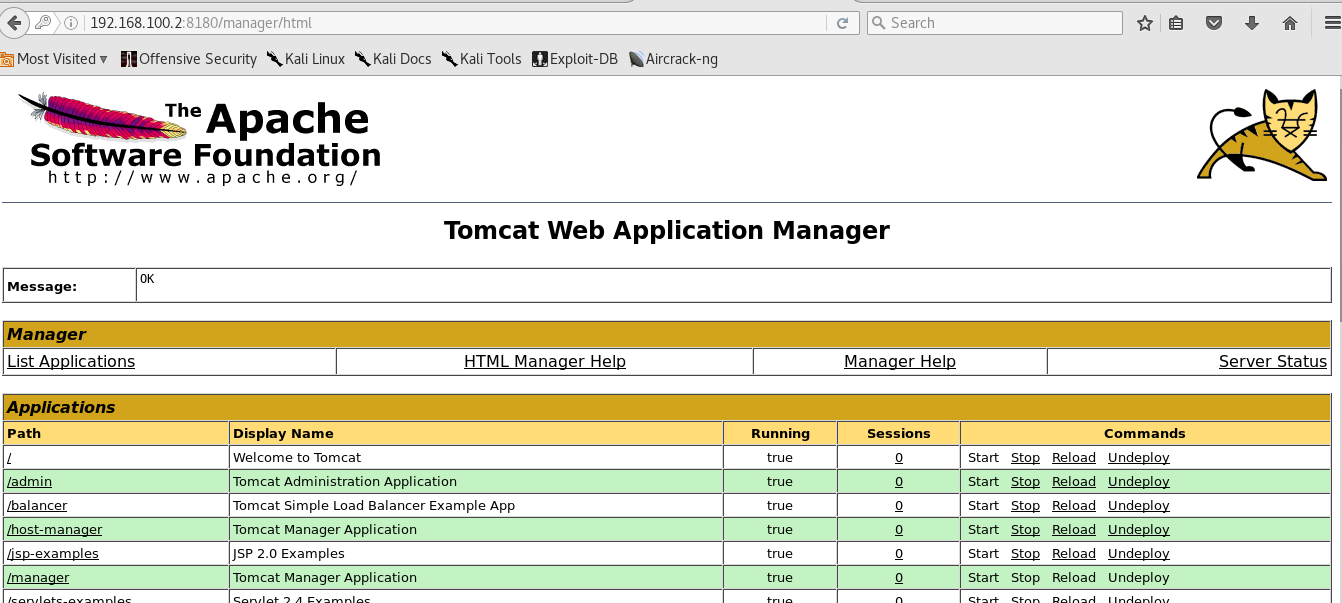 192.168.100.2:8180/manager/html
Search
Most Visited Offensive Security Kali Linux Kali Docs Kali Tools Exploit-DB Aircrack-ng
The Apache
Software Foundation
http://www.apache.org/
Tomcat Web Application Manager
Message: OK
Manager
List Applications HTML Manager Help Manager Help Server Status
Applications
Path Display Name Running Sessions Commands
/ Welcome to Tomcat true 0 Start Stop Reload Undeploy
/admin Tomcat Administration Application true 0 Start Stop Reload Undeploy
/balancer Tomcat Simple Load Balancer Example App true 0 Start Stop Reload Undeploy
/host-manager Tomcat Manager Application true 0 Start Stop Reload Undeploy
/jsp-examples JSP 2.0 Examples true 0 Start Stop Reload Undeploy
/manager Tomcat Manager Application true 0 Start Stop Reload Undeploy
/servlets-examples Servlet 2.4 Examples true 0 Start Stop Reload Undeploy